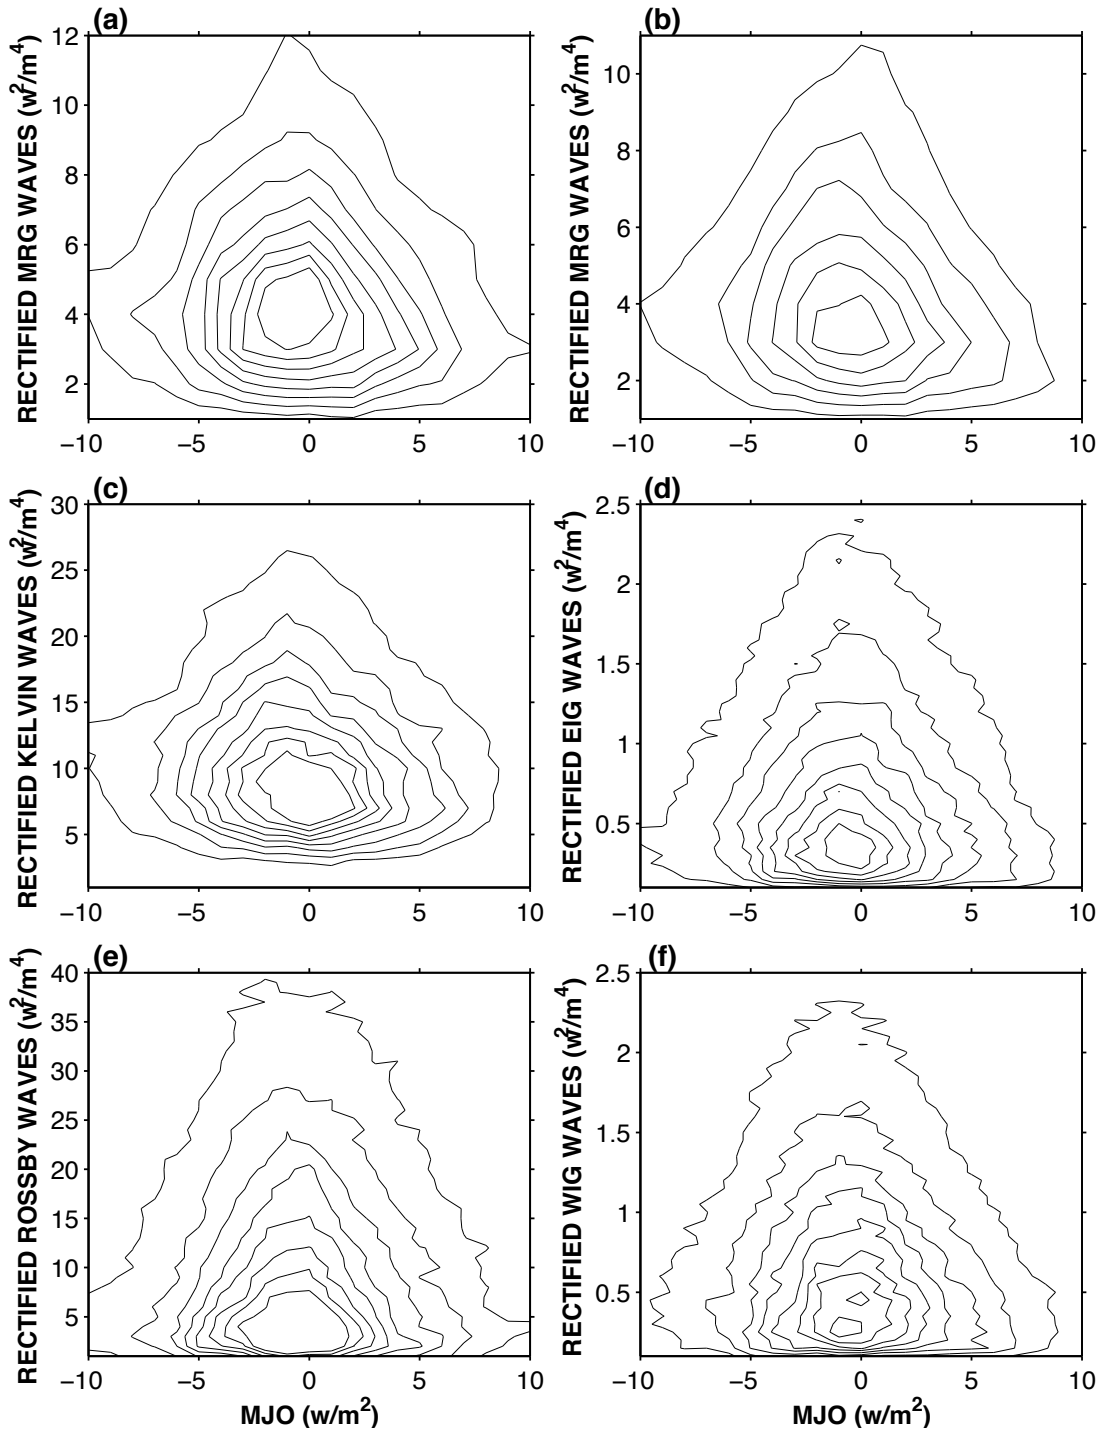 (a)
RECTIFIED MRG WAVES (w²/m⁴)
12
10
8
6
4
2
−10 −5 0 5 10
(b)
RECTIFIED MRG WAVES (w²/m⁴)
10
8
6
4
2
−10 −5 0 5 10
(c)
RECTIFIED KELVIN WAVES (w²/m⁴)
30
25
20
15
10
5
−10 −5 0 5 10
(d)
RECTIFIED EIG WAVES (w²/m⁴)
2.5
2
1.5
1
0.5
−10 −5 0 5 10
(e)
RECTIFIED ROSSBY WAVES (w²/m⁴)
40
35
30
25
20
15
10
5
−10 −5 0 5 10
MJO (w/m²)
(f)
RECTIFIED WIG WAVES (w²/m⁴)
2.5
2
1.5
1
0.5
−10 −5 0 5 10
MJO (w/m²)